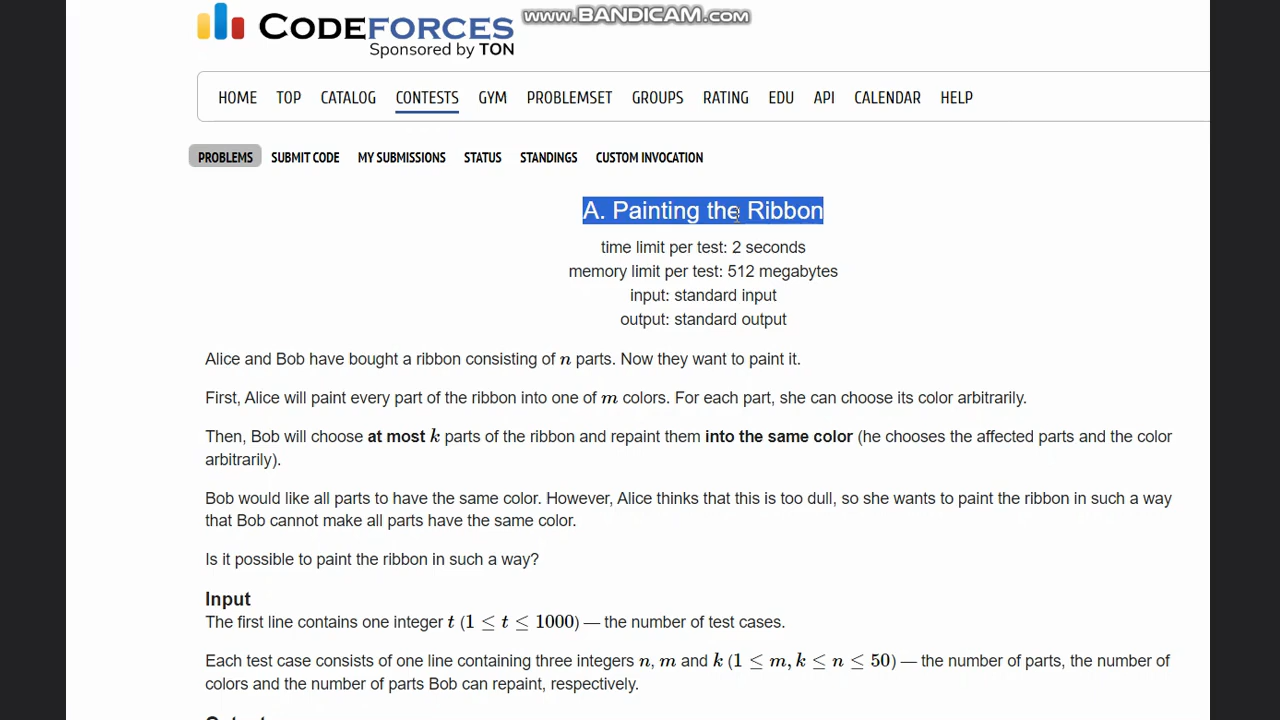 www.BANDICAM.com
CODEFORCES
Sponsored by TON
HOME TOP CATALOG CONTESTS GYM PROBLEMSET GROUPS RATING EDU API CALENDAR HELP
PROBLEMS SUBMIT CODE MY SUBMISSIONS STATUS STANDINGS CUSTOM INVOCATION
A. Painting the Ribbon
time limit per test: 2 seconds
memory limit per test: 512 megabytes
input: standard input
output: standard output
Alice and Bob have bought a ribbon consisting of n parts. Now they want to paint it.
First, Alice will paint every part of the ribbon into one of m colors. For each part, she can choose its color arbitrarily.
Then, Bob will choose at most k parts of the ribbon and repaint them into the same color (he chooses the affected parts and the color
arbitrarily).
Bob would like all parts to have the same color. However, Alice thinks that this is too dull, so she wants to paint the ribbon in such a way
that Bob cannot make all parts have the same color.
Is it possible to paint the ribbon in such a way?
Input
The first line contains one integer t (1 ≤ t ≤ 1000) — the number of test cases.
Each test case consists of one line containing three integers n, m and k (1 ≤ m, k ≤ n ≤ 50) — the number of parts, the number of
colors and the number of parts Bob can repaint, respectively.